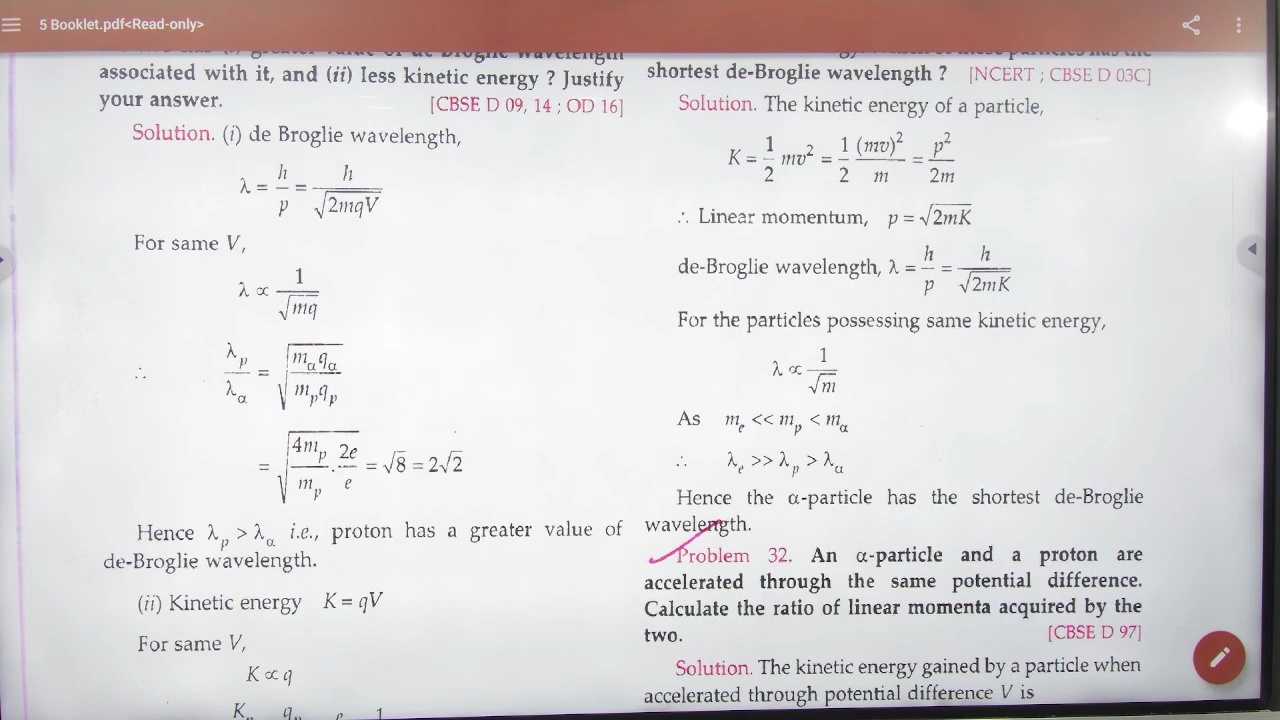 5 Booklet.pdf<Read-only>
associated with it, and (ii) less kinetic energy ? Justify
your answer. [CBSE D 09, 14 ; OD 16]
Solution. (i) de Broglie wavelength,
λ = h/p = h/√2mqV
For same V,
λ ∝ 1/√mq
∴ λp/λα = √mαqα/mpqp
= √4mp/mp . 2e/e = √8 = 2√2
Hence λp > λα i.e., proton has a greater value of
de-Broglie wavelength.
(ii) Kinetic energy K = qV
For same V,
K ∝ q
shortest de-Broglie wavelength ? [NCERT ; CBSE D 03C]
Solution. The kinetic energy of a particle,
K = 1/2 mv² = 1/2 (mv)²/m = p²/2m
∴ Linear momentum, p = √2mK
de-Broglie wavelength, λ = h/p = h/√2mK
For the particles possessing same kinetic energy,
λ ∝ 1/√m
As me << mp < mα
∴ λe >> λp > λα
Hence the α-particle has the shortest de-Broglie
wavelength.
Problem 32. An α-particle and a proton are
accelerated through the same potential difference.
Calculate the ratio of linear momenta acquired by the
two. [CBSE D 97]
Solution. The kinetic energy gained by a particle when
accelerated through potential difference V is